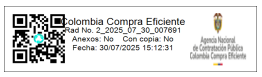 Colombia Compra Eficiente
Rad No. 2_2025_07_30_007691
Anexos: No Con copia: No
Fecha: 30/07/2025 15:12:31
Agencia Nacional
de Contratación Pública
Colombia Compra Eficiente